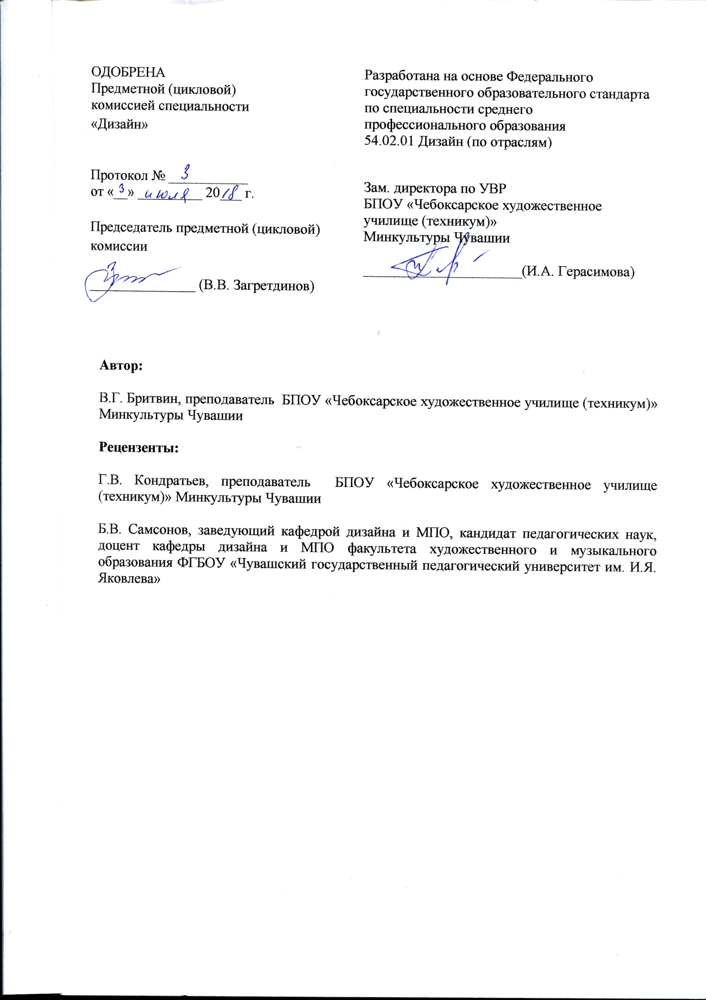 ОДОБРЕНА
Предметной (цикловой)
комиссией специальности
«Дизайн»
Протокол № 3
от «3» июля 2018 г.
Председатель предметной (цикловой)
комиссии
(В.В. Загретдинов)
Разработана на основе Федерального
государственного образовательного стандарта
по специальности среднего
профессионального образования
54.02.01 Дизайн (по отраслям)
Зам. директора по УВР
БПОУ «Чебоксарское художественное
училище (техникум)»
Минкультуры Чувашии
(И.А. Герасимова)
Автор:
В.Г. Бритвин, преподаватель БПОУ «Чебоксарское художественное училище (техникум)»
Минкультуры Чувашии
Рецензенты:
Г.В. Кондратьев, преподаватель БПОУ «Чебоксарское художественное училище
(техникум)» Минкультуры Чувашии
Б.В. Самсонов, заведующий кафедрой дизайна и МПО, кандидат педагогических наук,
доцент кафедры дизайна и МПО факультета художественного и музыкального
образования ФГБОУ «Чувашский государственный педагогический университет им. И.Я.
Яковлева»